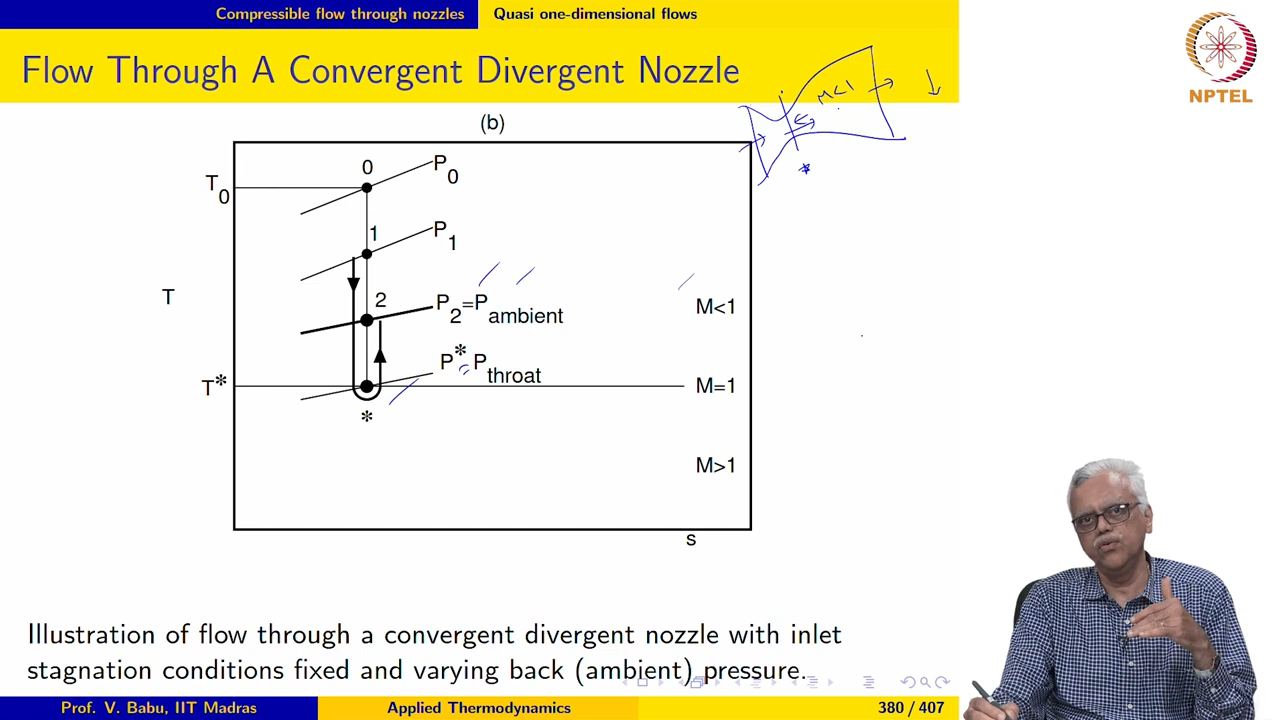 Compressible flow through nozzles Quasi one-dimensional flows
Flow Through A Convergent Divergent Nozzle
NPTEL
M<1
*
(b)
T0
0
P0
1
P1
T
2
P2=Pambient
M<1
P*=Pthroat
T*
M=1
*
M>1
s
Illustration of flow through a convergent divergent nozzle with inlet
stagnation conditions fixed and varying back (ambient) pressure.
Prof. V. Babu, IIT Madras Applied Thermodynamics 380 / 407